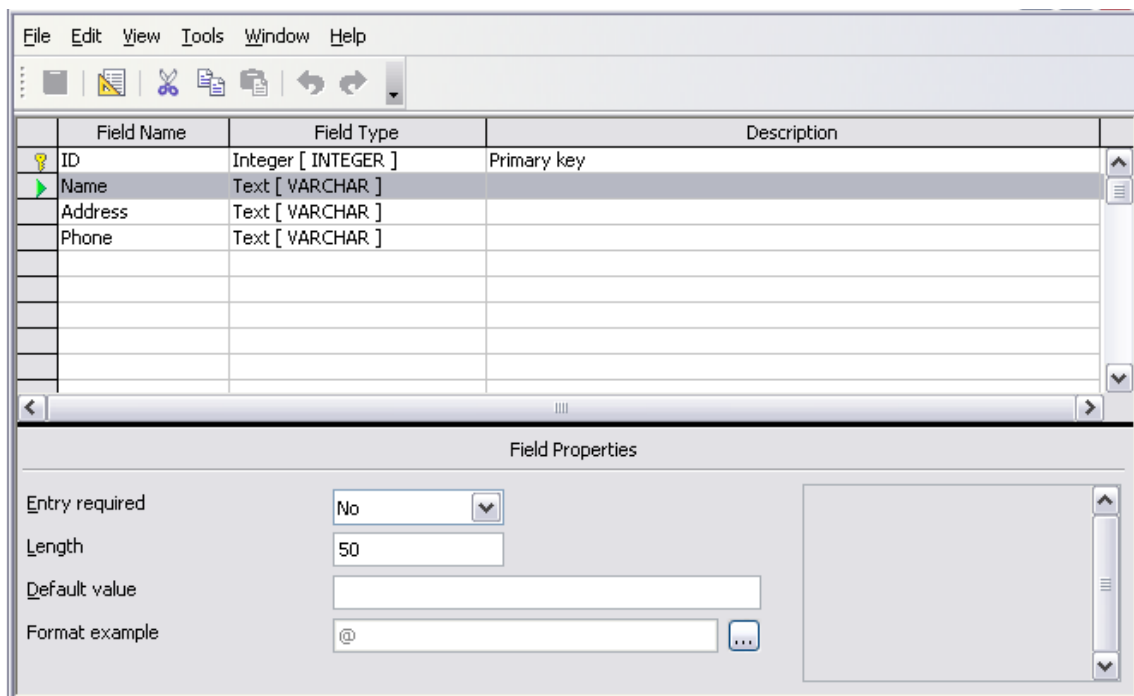 File Edit View Tools Window Help
Field Name Field Type Description
ID Integer [ INTEGER ] Primary key
Name Text [ VARCHAR ]
Address Text [ VARCHAR ]
Phone Text [ VARCHAR ]
Field Properties
Entry required No
Length 50
Default value
Format example @ ...